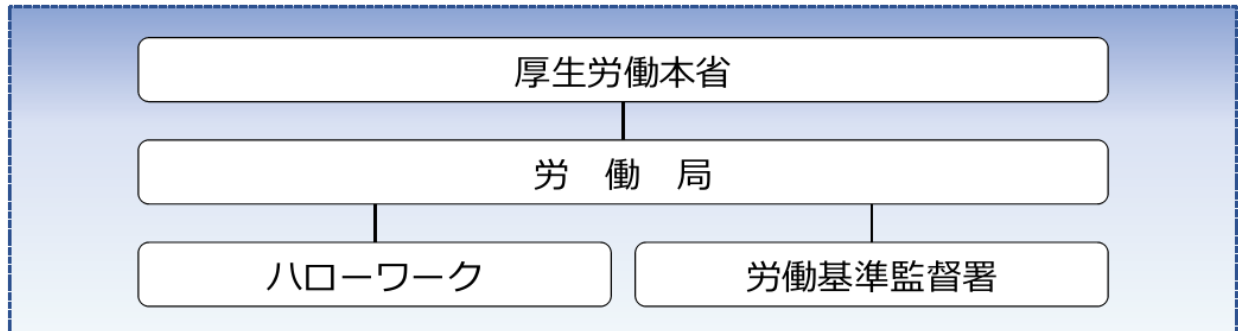 厚生労働本省
労　働　局
ハローワーク
労働基準監督署